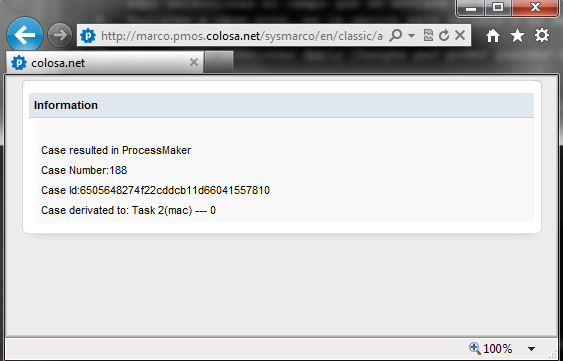 http://marco.pmos.colosa.net/sysmarco/en/classic/a
colosa.net
Information
Case resulted in ProcessMaker
Case Number:188
Case Id:6505648274f22cddcb11d66041557810
Case derivated to: Task 2(mac) --- 0
100%